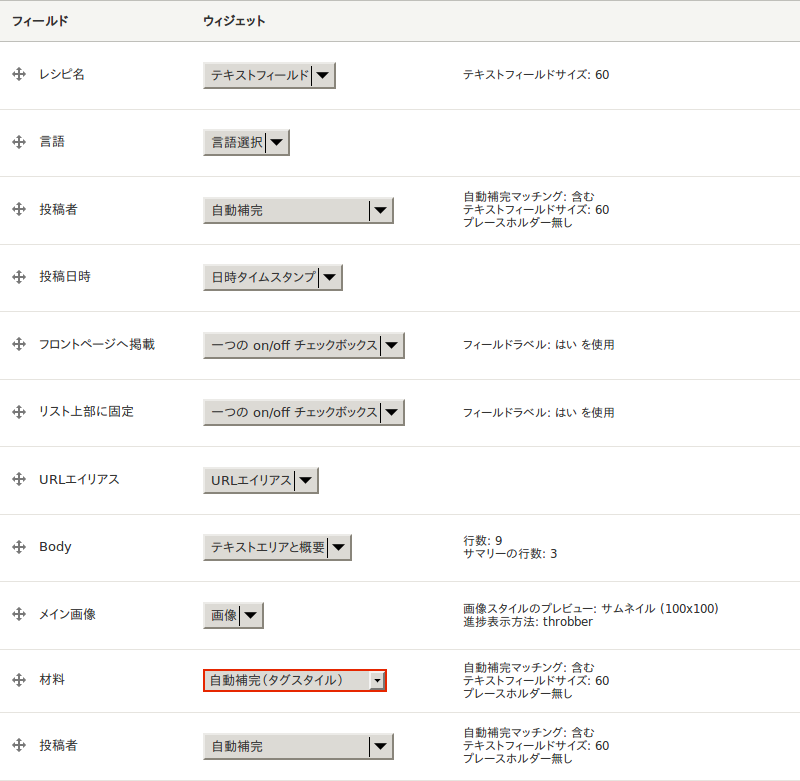 フィールド ウィジェット
レシピ名 テキストフィールド テキストフィールドサイズ: 60
言語 言語選択
投稿者 自動補完 自動補完マッチング: 含む
テキストフィールドサイズ: 60
プレースホルダー無し
投稿日時 日時タイムスタンプ
フロントページへ掲載 一つの on/off チェックボックス フィールドラベル: はい を使用
リスト上部に固定 一つの on/off チェックボックス フィールドラベル: はい を使用
URLエイリアス URLエイリアス
Body テキストエリアと概要 行数: 9
サマリーの行数: 3
メイン画像 画像 画像スタイルのプレビュー: サムネイル (100x100)
進捗表示方法: throbber
材料 自動補完(タグスタイル) 自動補完マッチング: 含む
テキストフィールドサイズ: 60
プレースホルダー無し
投稿者 自動補完 自動補完マッチング: 含む
テキストフィールドサイズ: 60
プレースホルダー無し